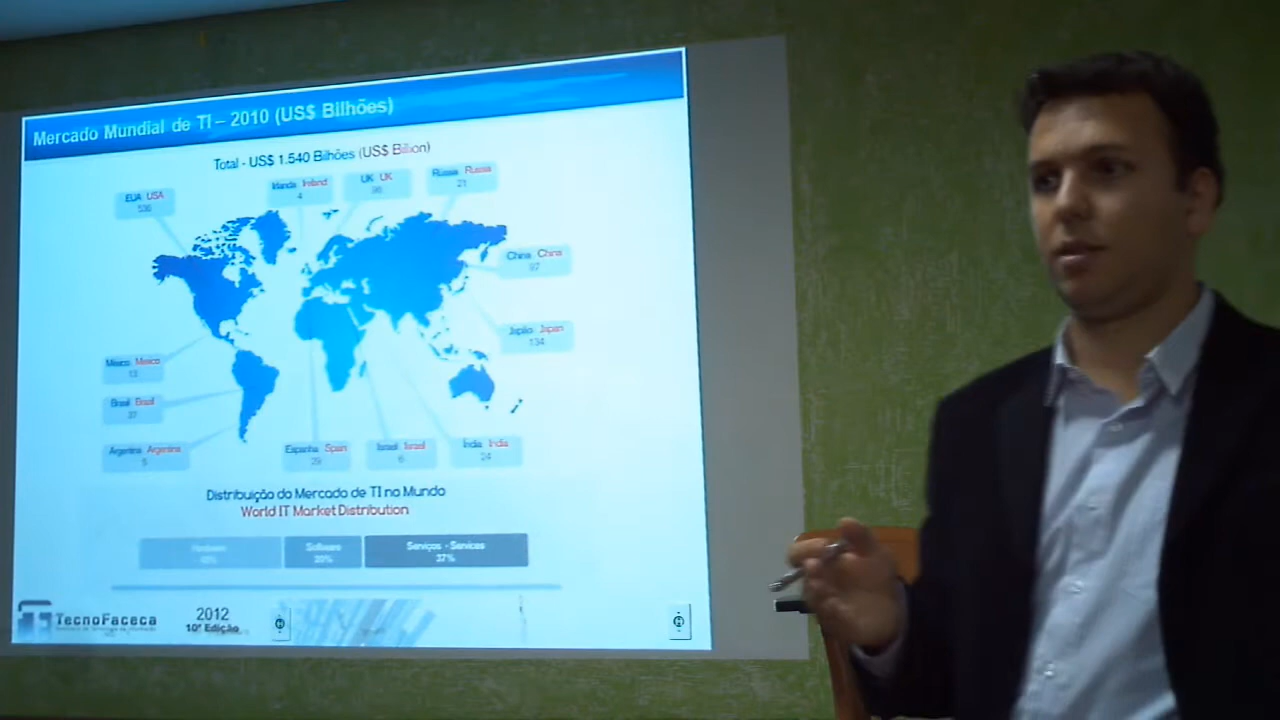 Mercado Mundial de TI – 2010 (US$ Bilhões)
Total - US$ 1.540 Bilhões (US$ Billion)
EUA USA
Irlanda Ireland
4
UK UK
Rússia Russia
21
China China
97
Japão Japan
134
México Mexico
13
Brasil Brazil
37
Argentina Argentina
5
Espanha Spain
29
Israel Israel
6
Índia India
24
Distribuição do Mercado de TI no Mundo
World IT Market Distribution
Software
20%
Serviços - Services
37%
TecnoFaceca
2012
10ª Edição